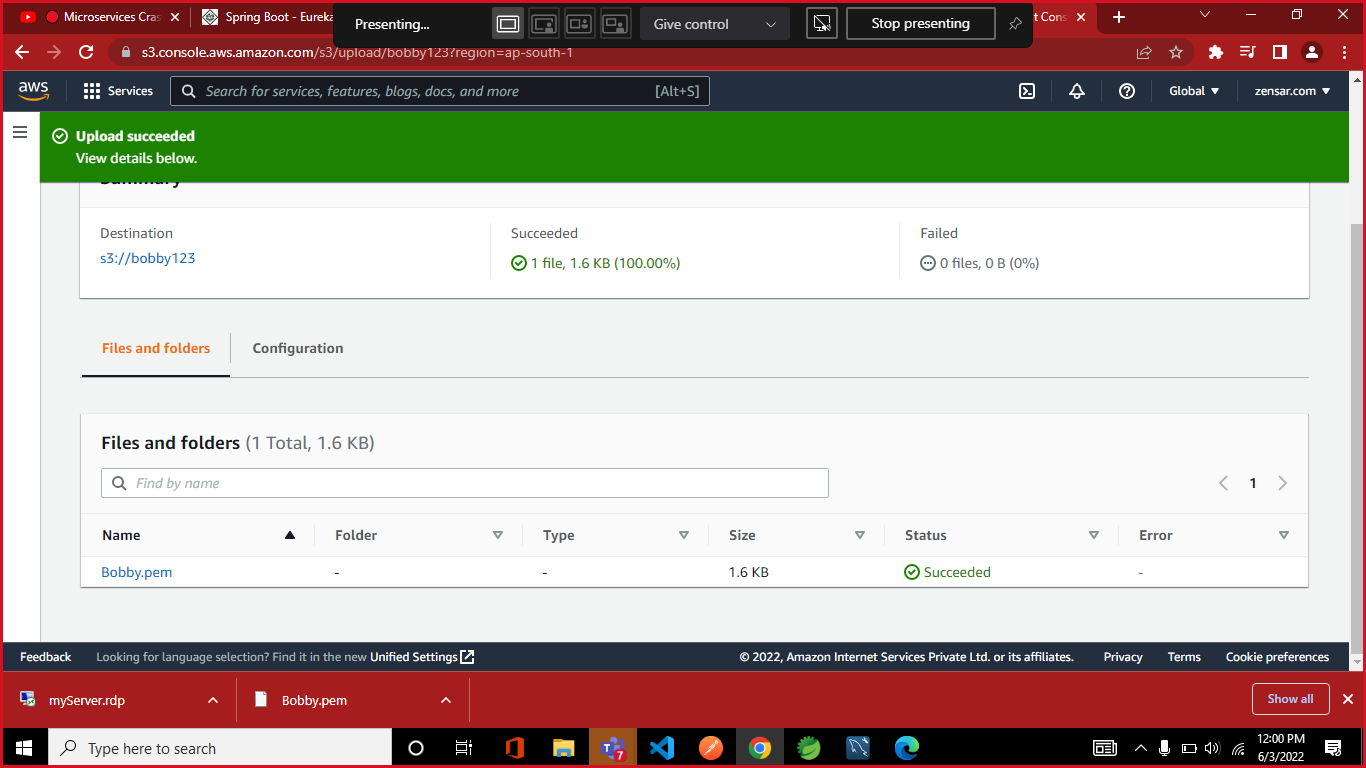 Microservices Cras
Spring Boot - Eureka
Presenting...
Give control
Stop presenting
t Cons
s3.console.aws.amazon.com/s3/upload/bobby123?region=ap-south-1
aws
Services
Search for services, features, blogs, docs, and more
[Alt+S]
Global
zensar.com
Upload succeeded
View details below.
Summary
Destination
Succeeded
Failed
s3://bobby123
1 file, 1.6 KB (100.00%)
0 files, 0 B (0%)
Files and folders
Configuration
Files and folders (1 Total, 1.6 KB)
Find by name
1
Name
Folder
Type
Size
Status
Error
Bobby.pem
-
-
1.6 KB
Succeeded
-
Feedback
Looking for language selection? Find it in the new Unified Settings
© 2022, Amazon Internet Services Private Ltd. or its affiliates.
Privacy
Terms
Cookie preferences
myServer.rdp
Bobby.pem
Show all
Type here to search
7
12:00 PM
6/3/2022